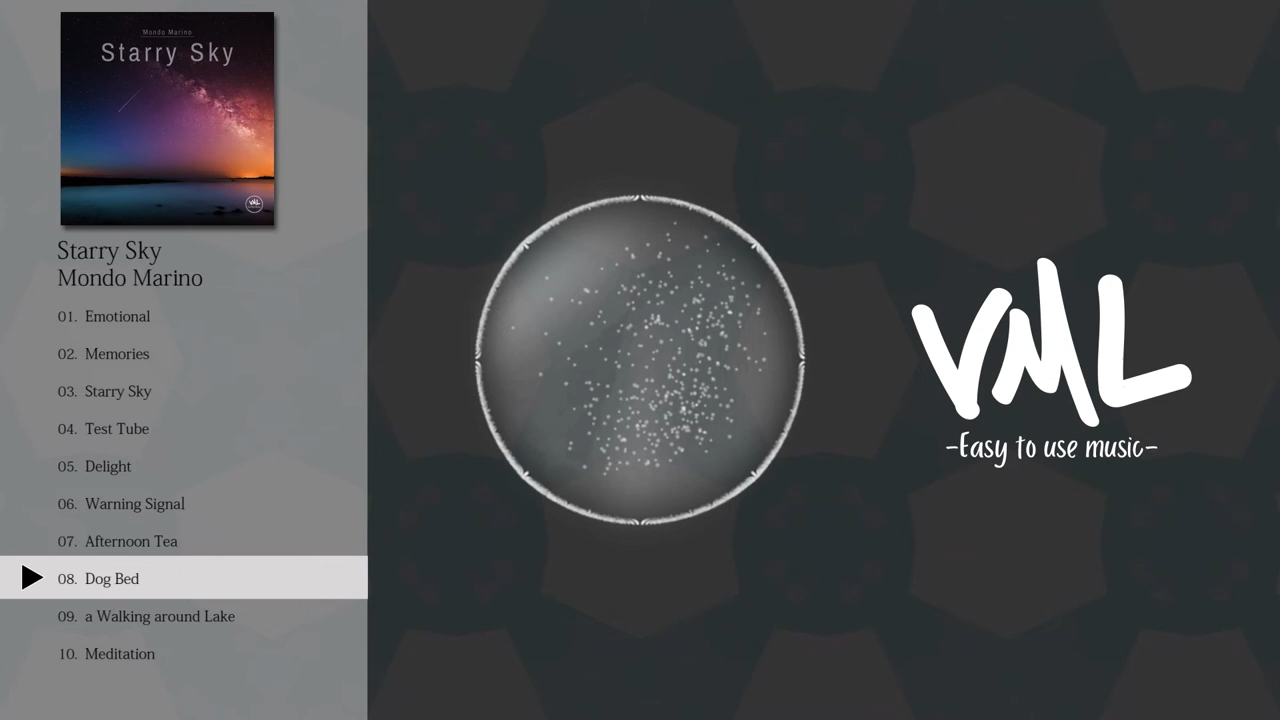 Mondo Marino
Starry Sky
VML
Starry Sky
Mondo Marino
01. Emotional
02. Memories
03. Starry Sky
04. Test Tube
05. Delight
06. Warning Signal
07. Afternoon Tea
08. Dog Bed
09. a Walking around Lake
10. Meditation
VML
-Easy to use music-